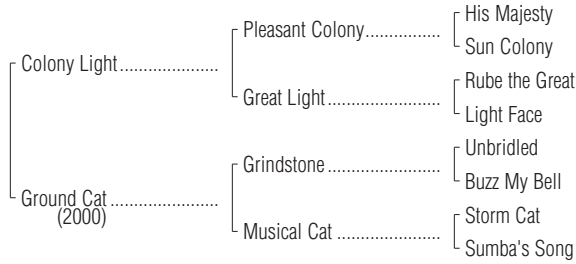 His Majesty
Pleasant Colony..................
Sun Colony
Colony Light.....................
Rube the Great
Great Light..........................
Light Face
Unbridled
Grindstone..........................
Buzz My Bell
Ground Cat.......................
(2000)
Storm Cat
Musical Cat........................
Sumba's Song